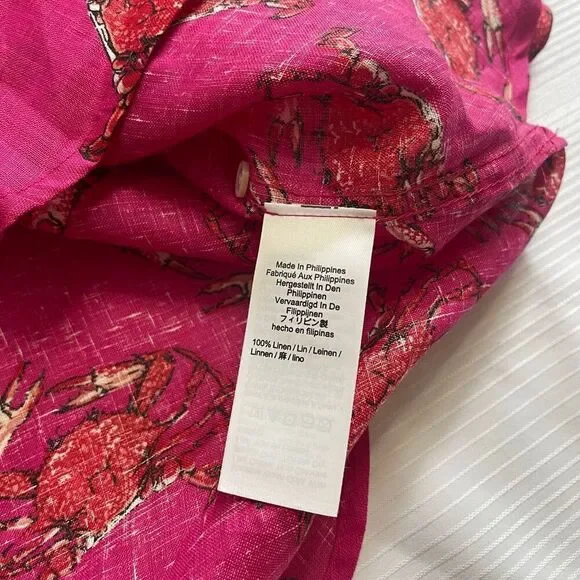 Made In Philippines
Fabriqué Aux Philippines
Hergestellt In Den
Philippinen
Vervaardigd In De
Filippijnen
フィリピン製
hecho en filipinas
100% Linen / Lin / Leinen /
Linnen / 麻 / lino